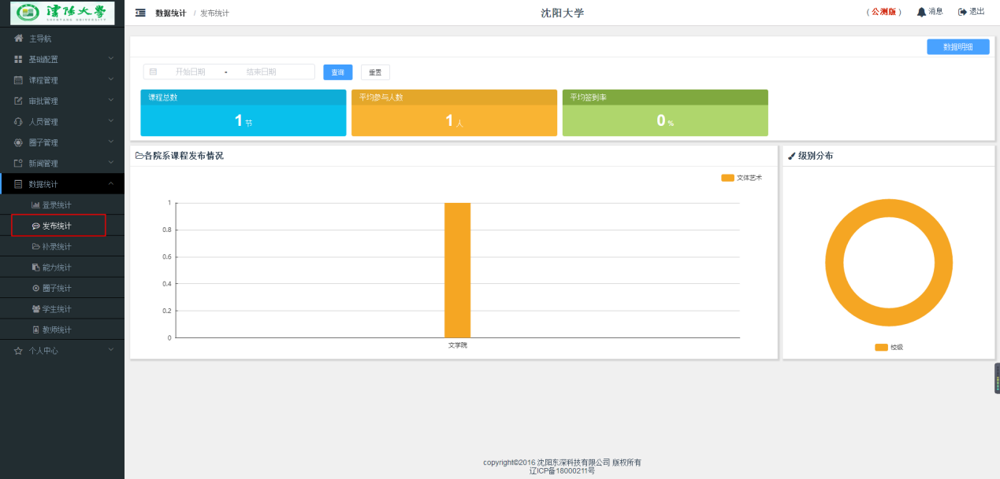 沈阳大学
SHENYANG UNIVERSITY
主导航
基础配置
课程管理
审批管理
人员管理
圈子管理
新闻管理
数据统计
登录统计
发布统计
补录统计
能力统计
圈子统计
学生统计
教师统计
个人中心
数据统计 / 发布统计
沈阳大学
( 公测版 ) 消息 退出
数据明细
开始日期 - 结束日期 查询 重置
课程总数
1 节
平均参与人数
1 人
平均签到率
0 %
各院系课程发布情况
文体艺术
1
0.8
0.6
0.4
0.2
0
文学院
级别分布
校级
copyright©2016 沈阳东深科技有限公司 版权所有
辽ICP备18000211号